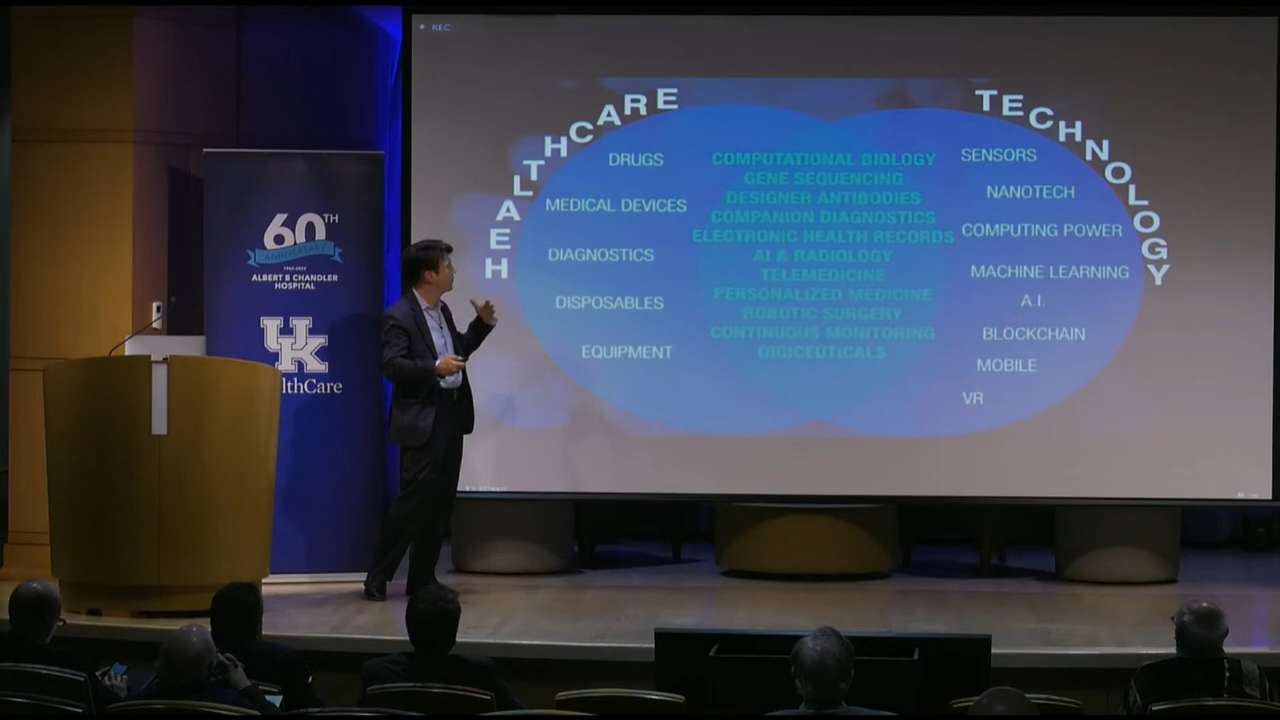 REC
HEALTHCARE
TECHNOLOGY
DRUGS
MEDICAL DEVICES
DIAGNOSTICS
DISPOSABLES
EQUIPMENT
COMPUTATIONAL BIOLOGY
GENE SEQUENCING
DESIGNER ANTIBODIES
COMPANION DIAGNOSTICS
ELECTRONIC HEALTH RECORDS
AI & RADIOLOGY
TELEMEDICINE
PERSONALIZED MEDICINE
ROBOTIC SURGERY
CONTINUOUS MONITORING
DIGICEUTICALS
SENSORS
NANOTECH
COMPUTING POWER
MACHINE LEARNING
A.I.
BLOCKCHAIN
MOBILE
VR
60TH
ANNIVERSARY
ALBERT B CHANDLER
HOSPITAL
UK
lthCare